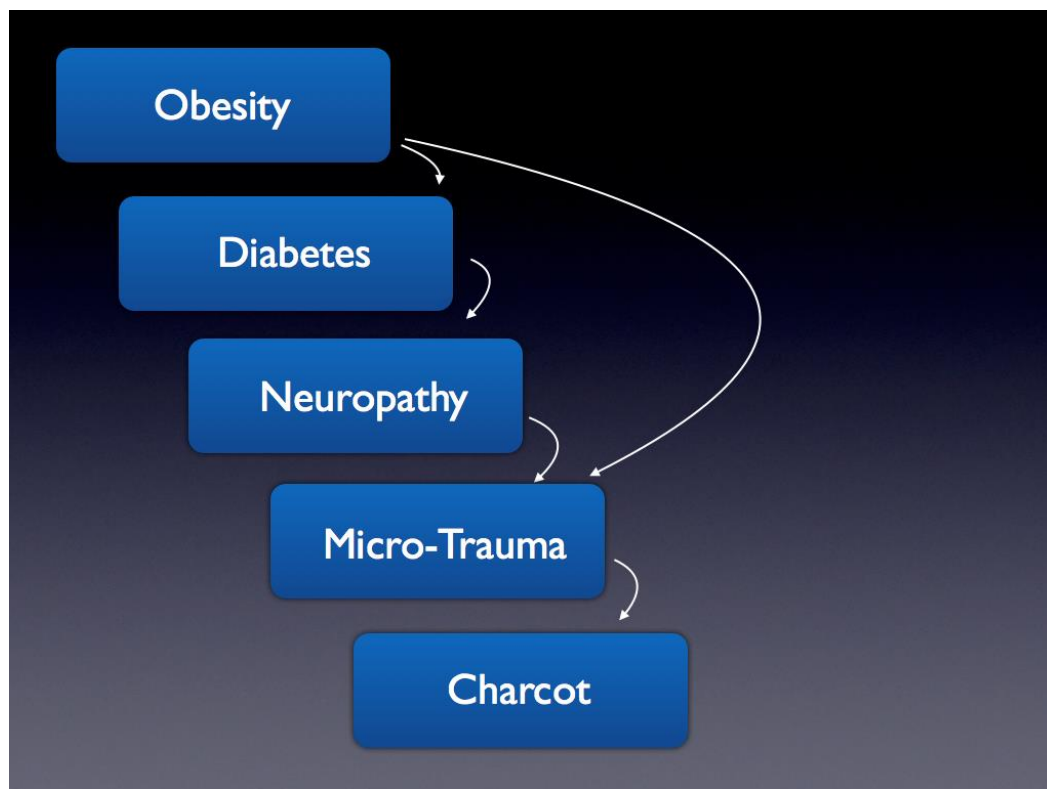 Obesity
Diabetes
Neuropathy
Micro-Trauma
Charcot